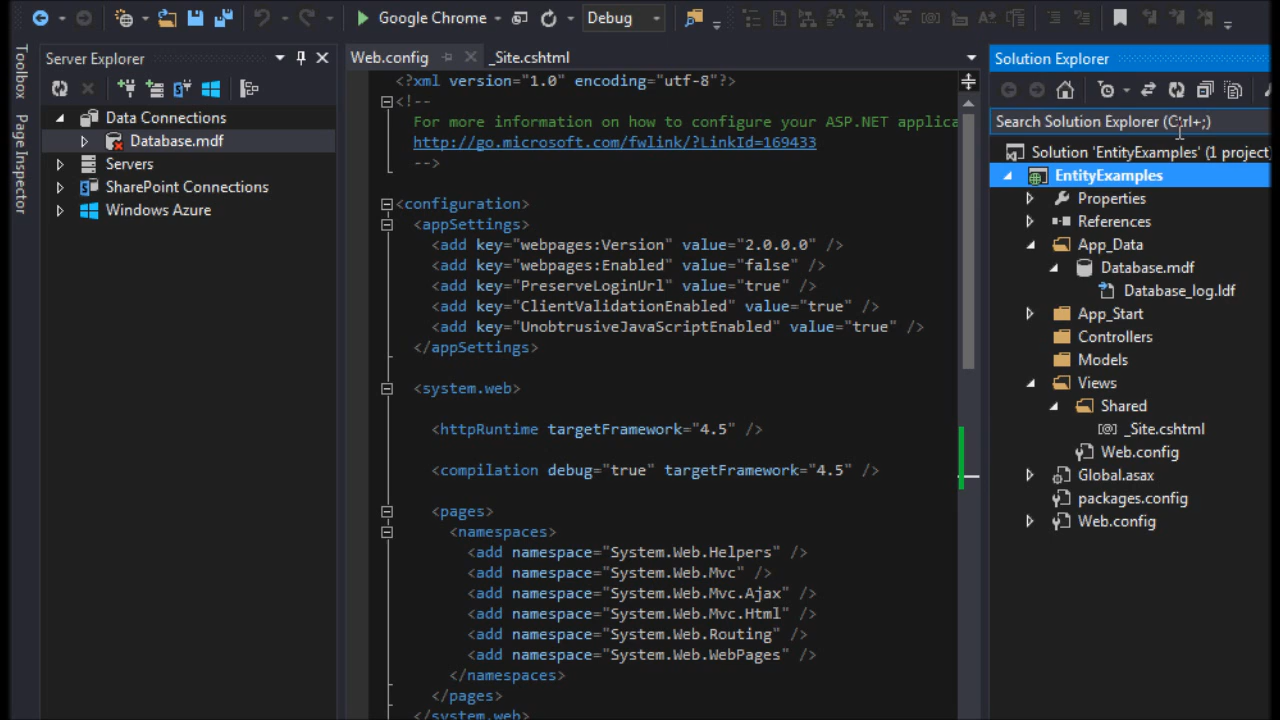 Google Chrome
Debug
Toolbox
Page Inspector
Server Explorer
Data Connections
Database.mdf
Servers
SharePoint Connections
Windows Azure
Web.config
_Site.cshtml
<?xml version="1.0" encoding="utf-8"?>
<!--
For more information on how to configure your ASP.NET applica
http://go.microsoft.com/fwlink/?LinkId=169433
-->
<configuration>
<appSettings>
<add key="webpages:Version" value="2.0.0.0" />
<add key="webpages:Enabled" value="false" />
<add key="PreserveLoginUrl" value="true" />
<add key="ClientValidationEnabled" value="true" />
<add key="UnobtrusiveJavaScriptEnabled" value="true" />
</appSettings>
<system.web>
<httpRuntime targetFramework="4.5" />
<compilation debug="true" targetFramework="4.5" />
<pages>
<namespaces>
<add namespace="System.Web.Helpers" />
<add namespace="System.Web.Mvc" />
<add namespace="System.Web.Mvc.Ajax" />
<add namespace="System.Web.Mvc.Html" />
<add namespace="System.Web.Routing" />
<add namespace="System.Web.WebPages" />
</namespaces>
</pages>
</system.web>
Solution Explorer
Search Solution Explorer (Ctrl+;)
Solution 'EntityExamples' (1 project)
EntityExamples
Properties
References
App_Data
Database.mdf
Database_log.ldf
App_Start
Controllers
Models
Views
Shared
_Site.cshtml
Web.config
Global.asax
packages.config
Web.config